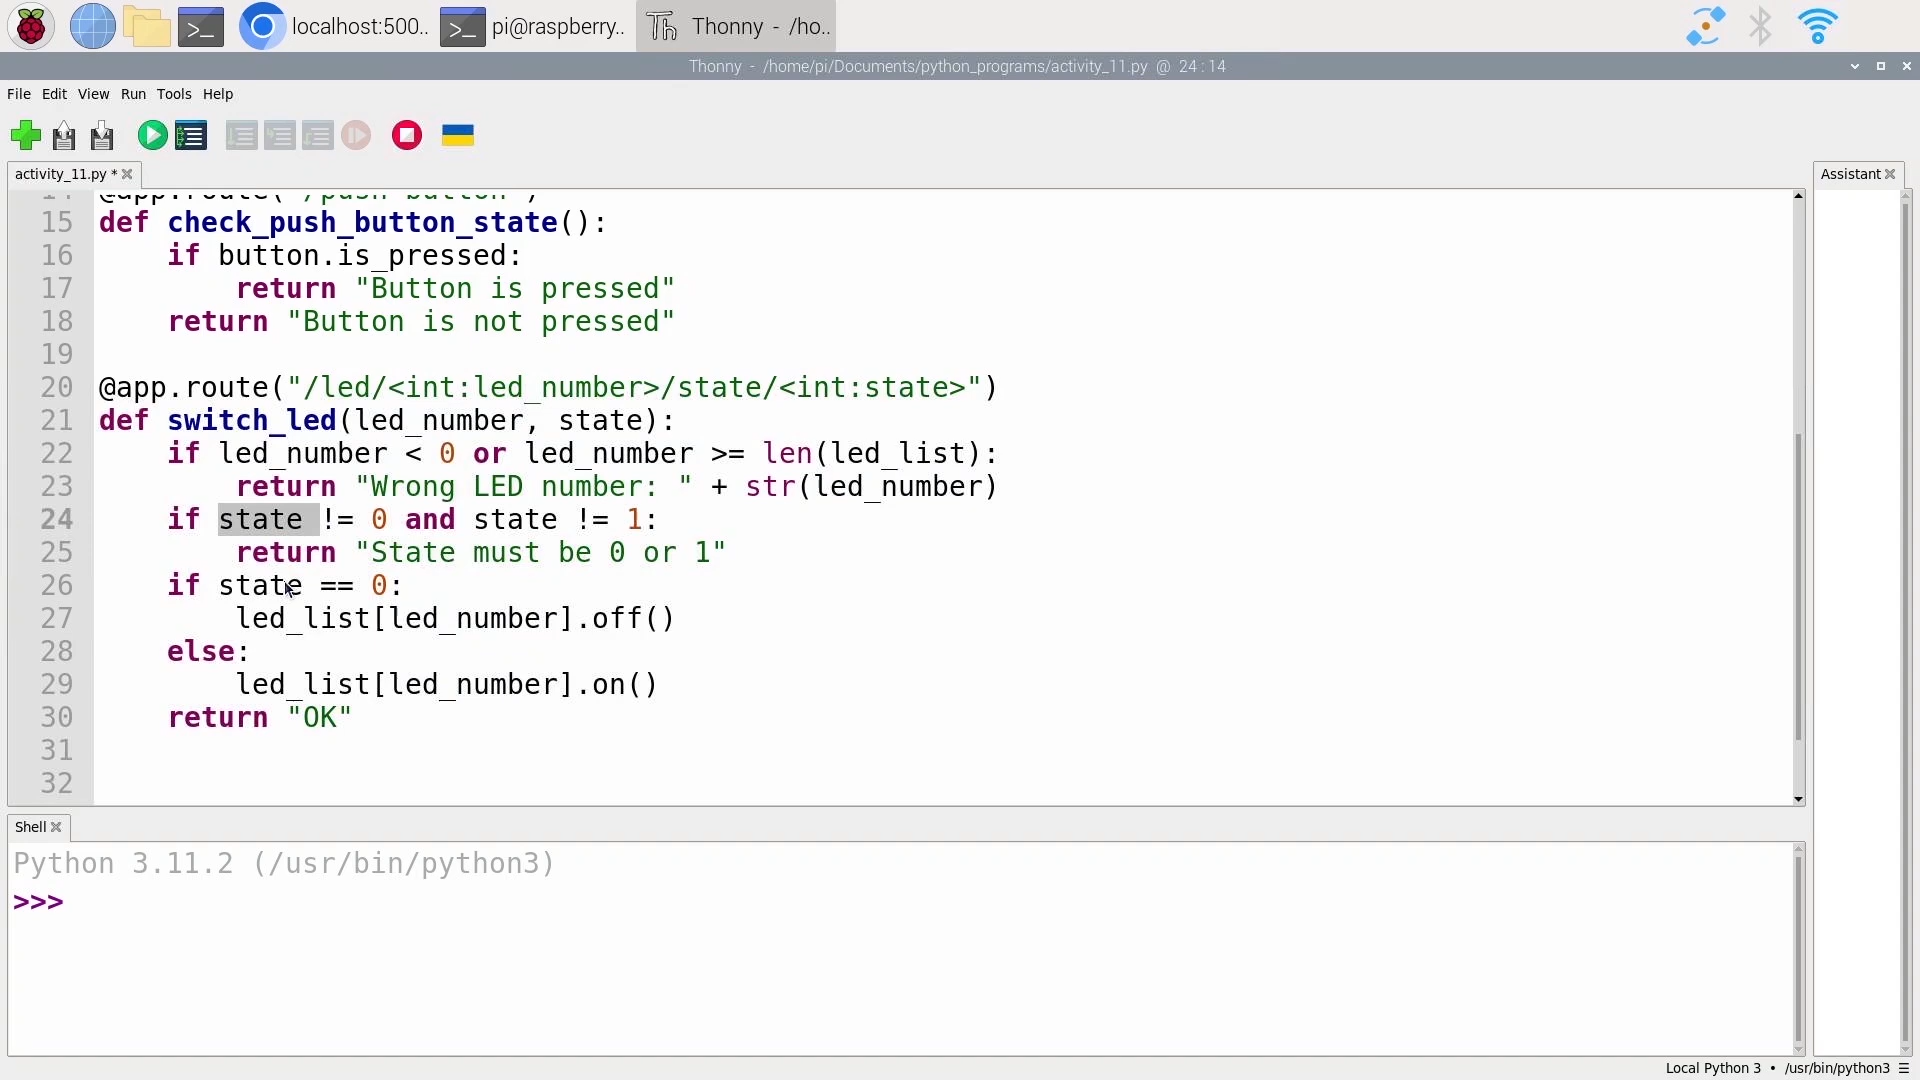 localhost:500..
pi@raspberry..
Thonny - /ho..
Thonny - /home/pi/Documents/python_programs/activity_11.py @ 24 : 14
File Edit View Run Tools Help
activity_11.py *
Assistant
14 @app.route("/push-button")
15 def check_push_button_state():
16     if button.is_pressed:
17         return "Button is pressed"
18     return "Button is not pressed"
19
20 @app.route("/led/<int:led_number>/state/<int:state>")
21 def switch_led(led_number, state):
22     if led_number < 0 or led_number >= len(led_list):
23         return "Wrong LED number: " + str(led_number)
24     if state != 0 and state != 1:
25         return "State must be 0 or 1"
26     if state == 0:
27         led_list[led_number].off()
28     else:
29         led_list[led_number].on()
30     return "OK"
31
32
Shell
Python 3.11.2 (/usr/bin/python3)
>>>
Local Python 3 • /usr/bin/python3 ☰